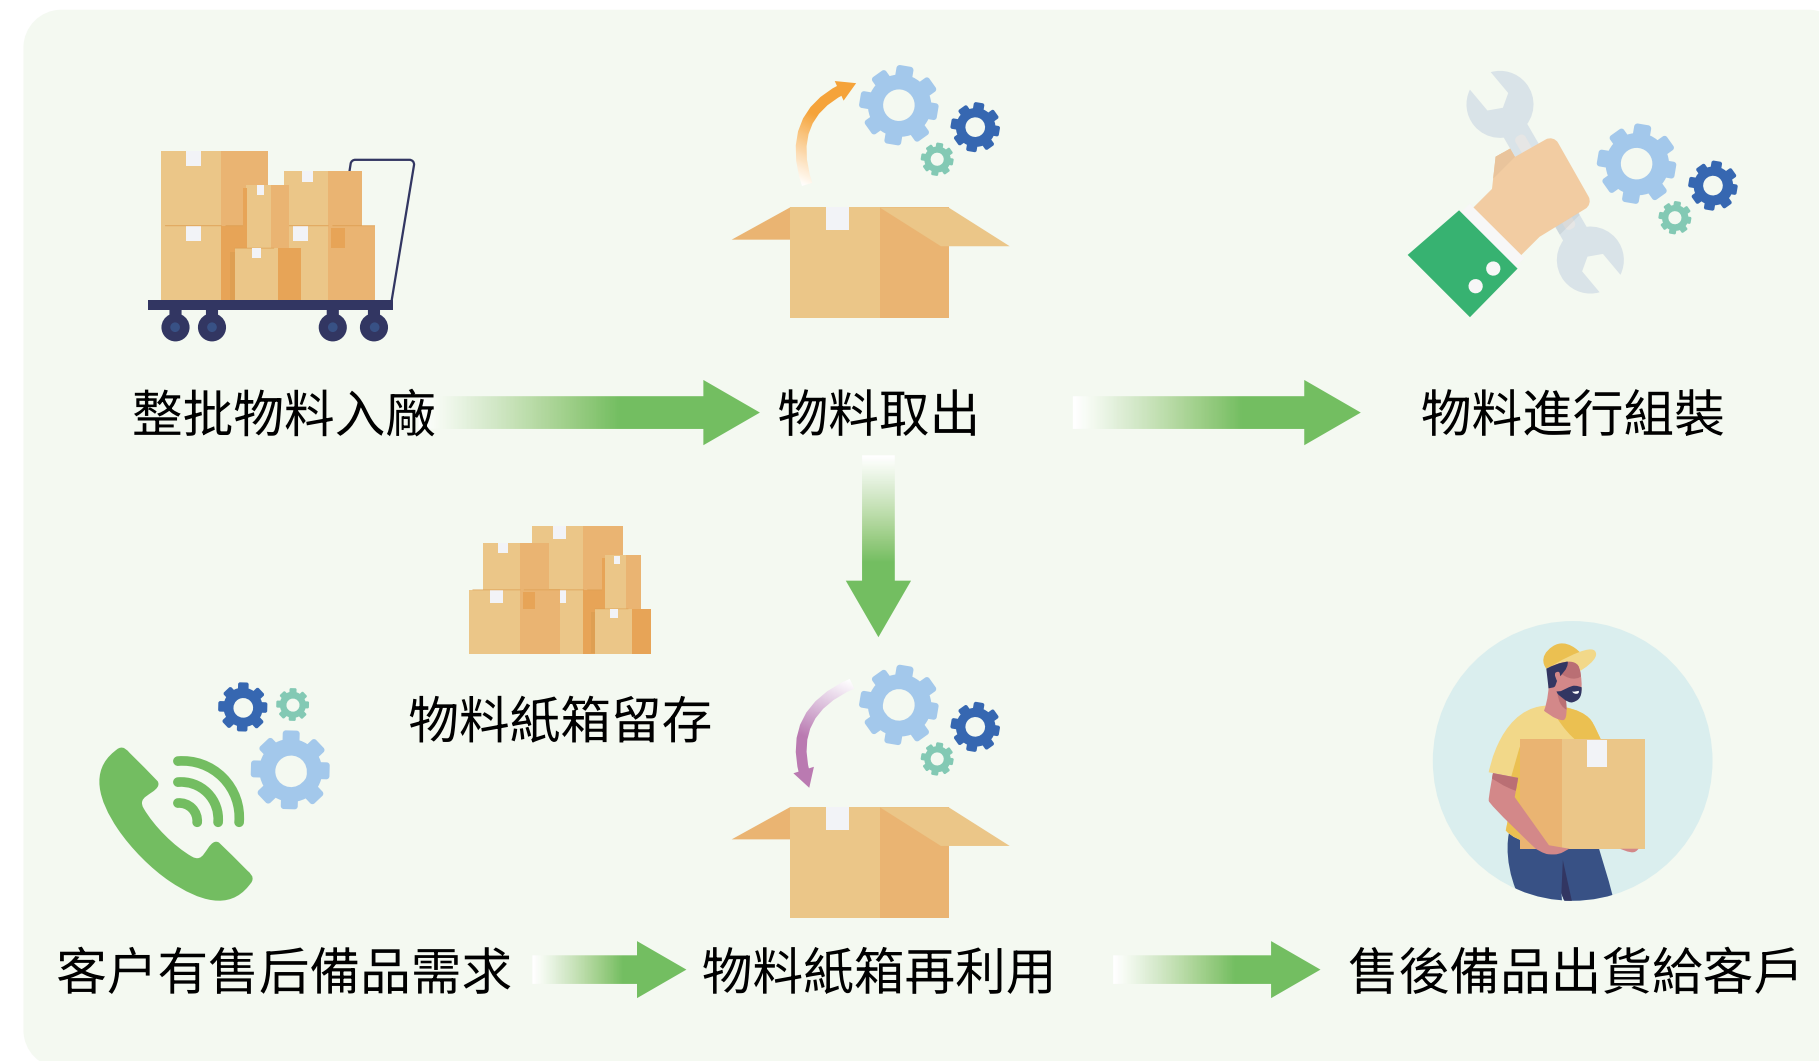 整批物料入廠
物料取出
物料進行組裝
物料紙箱留存
客户有售后備品需求
物料紙箱再利用
售後備品出貨給客戶